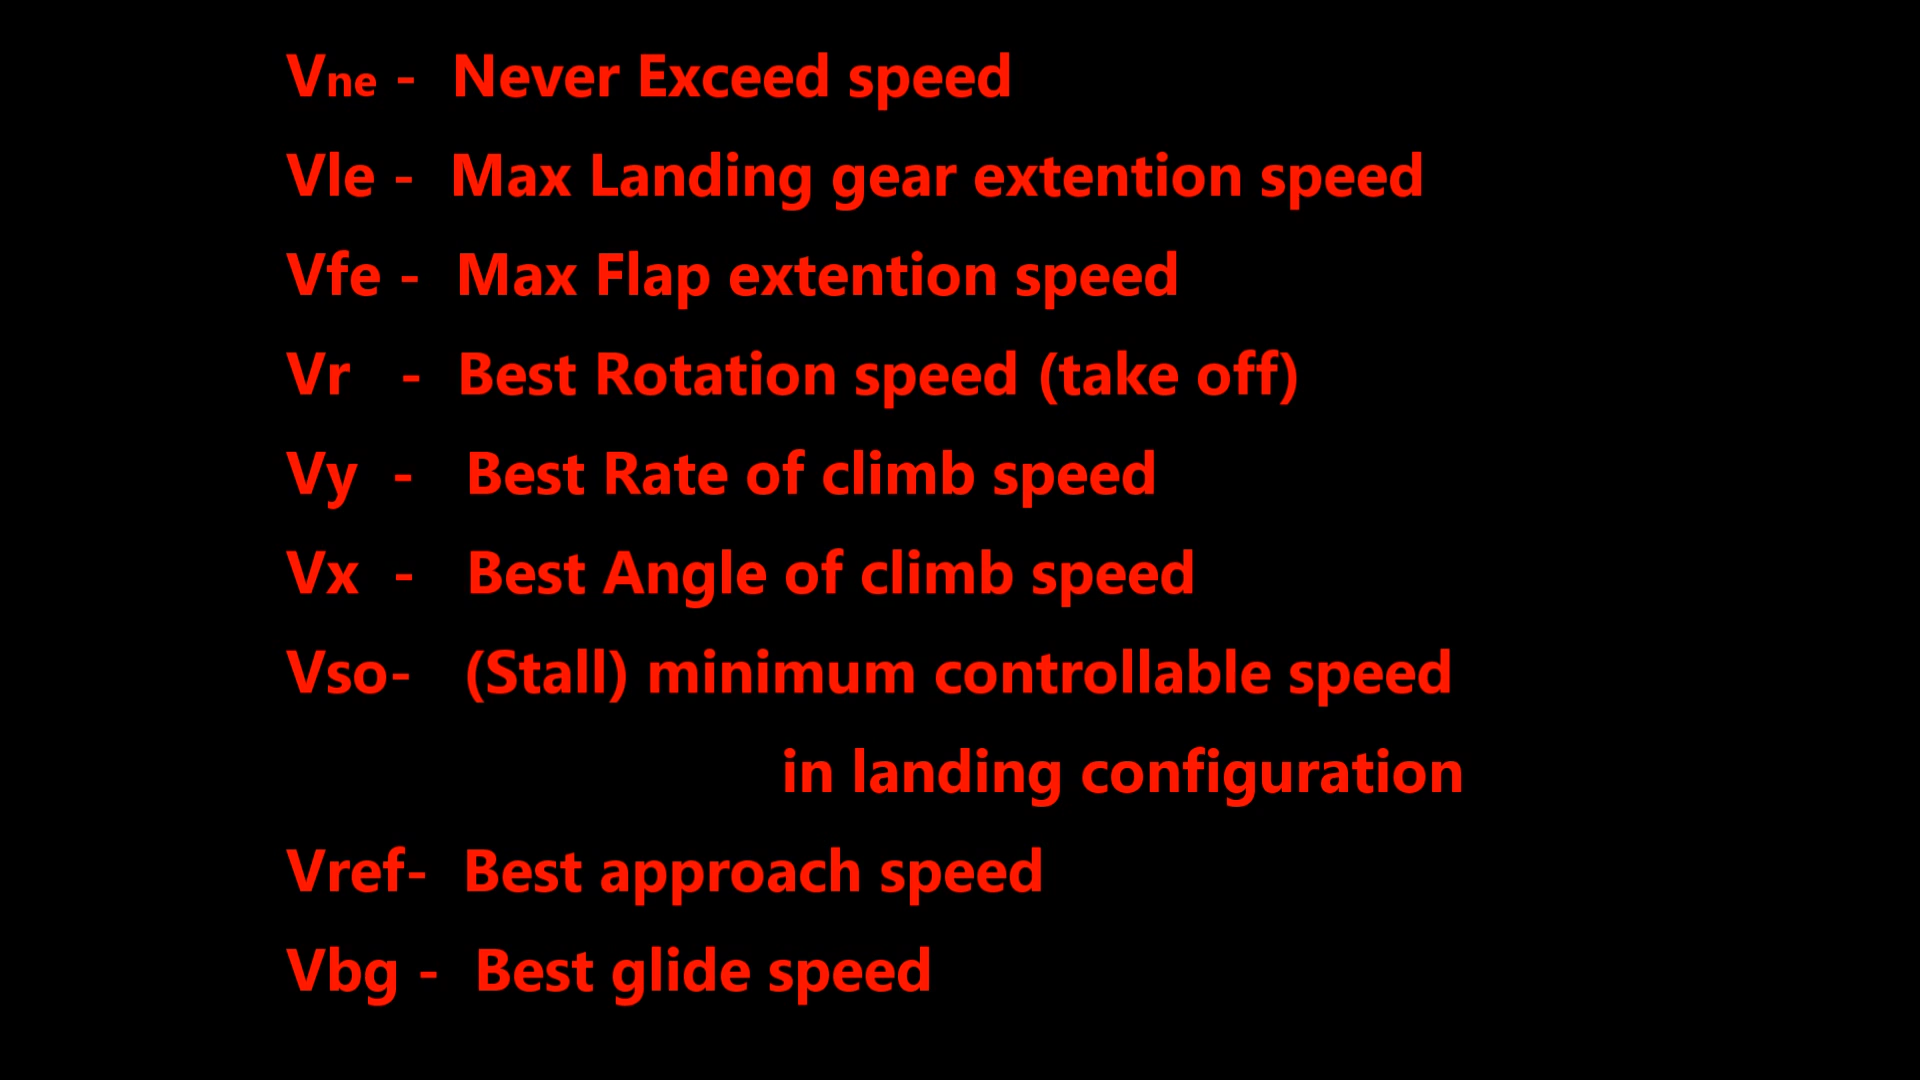 Vne - Never Exceed speed
Vle - Max Landing gear extention speed
Vfe - Max Flap extention speed
Vr - Best Rotation speed (take off)
Vy - Best Rate of climb speed
Vx - Best Angle of climb speed
Vso- (Stall) minimum controllable speed
in landing configuration
Vref- Best approach speed
Vbg - Best glide speed